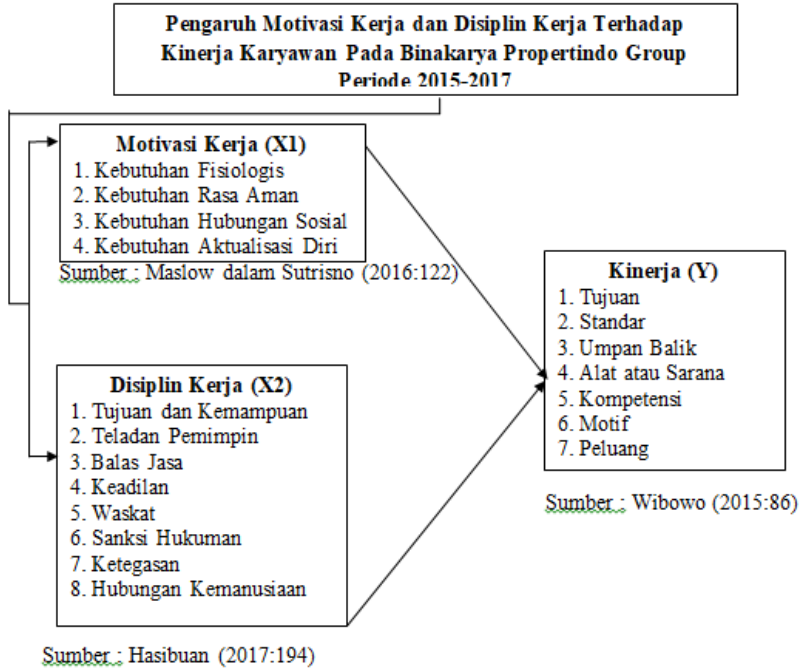 Pengaruh Motivasi Kerja dan Disiplin Kerja Terhadap
Kinerja Karyawan Pada Binakarya Propertindo Group
Periode 2015-2017
Motivasi Kerja (X1)
1. Kebutuhan Fisiologis
2. Kebutuhan Rasa Aman
3. Kebutuhan Hubungan Sosial
4. Kebutuhan Aktualisasi Diri
Sumber : Maslow dalam Sutrisno (2016:122)
Disiplin Kerja (X2)
1. Tujuan dan Kemampuan
2. Teladan Pemimpin
3. Balas Jasa
4. Keadilan
5. Waskat
6. Sanksi Hukuman
7. Ketegasan
8. Hubungan Kemanusiaan
Sumber : Hasibuan (2017:194)
Kinerja (Y)
1. Tujuan
2. Standar
3. Umpan Balik
4. Alat atau Sarana
5. Kompetensi
6. Motif
7. Peluang
Sumber : Wibowo (2015:86)